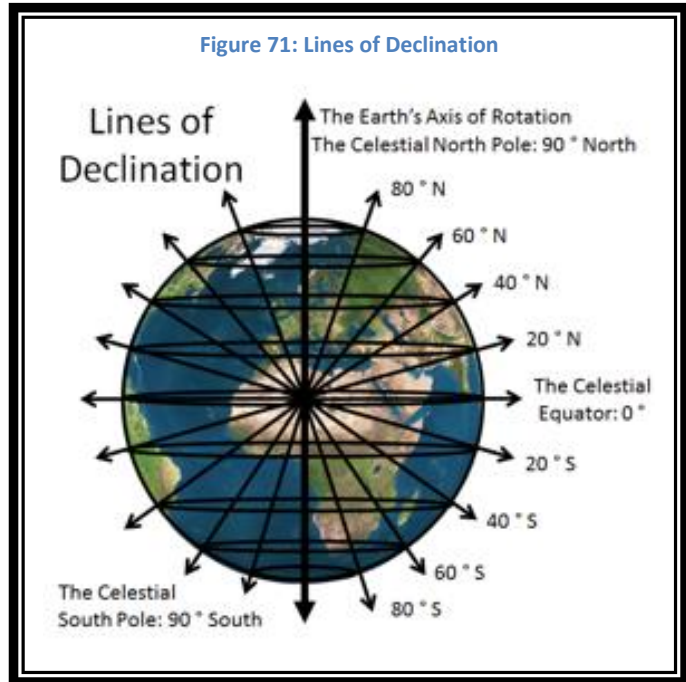 Figure 71: Lines of Declination
Lines of
Declination
The Earth's Axis of Rotation
The Celestial North Pole: 90 ° North
80 ° N
60 ° N
40 ° N
20 ° N
The Celestial
Equator: 0 °
20 ° S
40 ° S
60 ° S
80 ° S
The Celestial
South Pole: 90 ° South